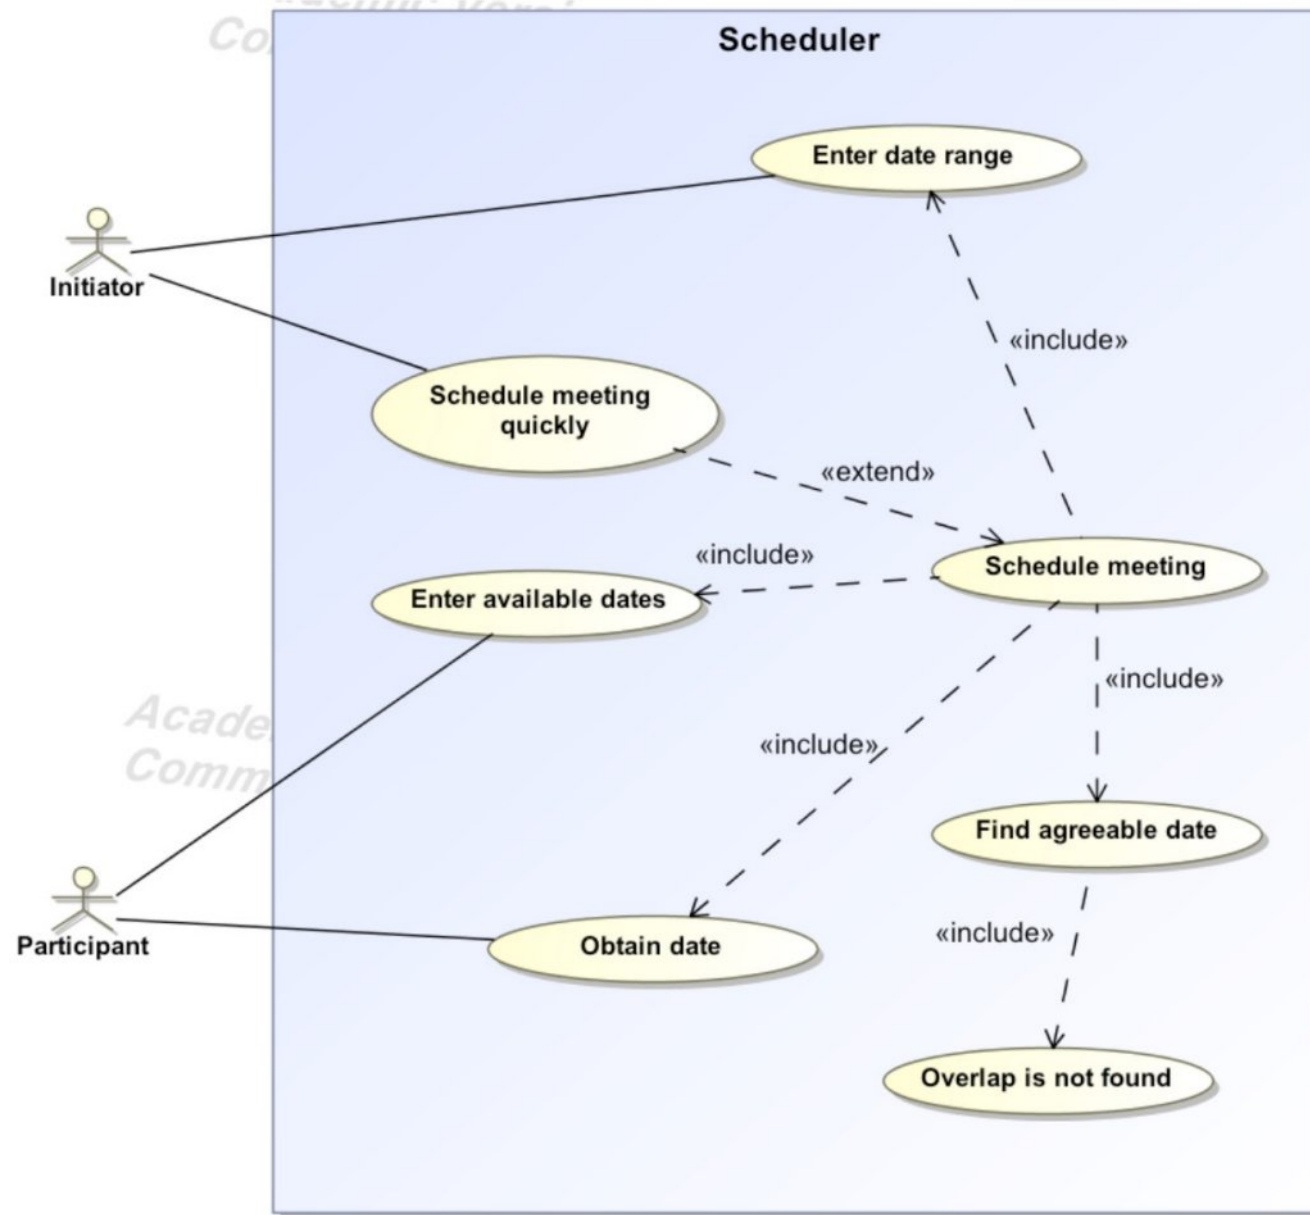 Scheduler
Enter date range
Initiator
«include»
Schedule meeting
quickly
«extend»
«include»
Schedule meeting
Enter available dates
«include»
«include»
Find agreeable date
Participant
Obtain date
«include»
Overlap is not found